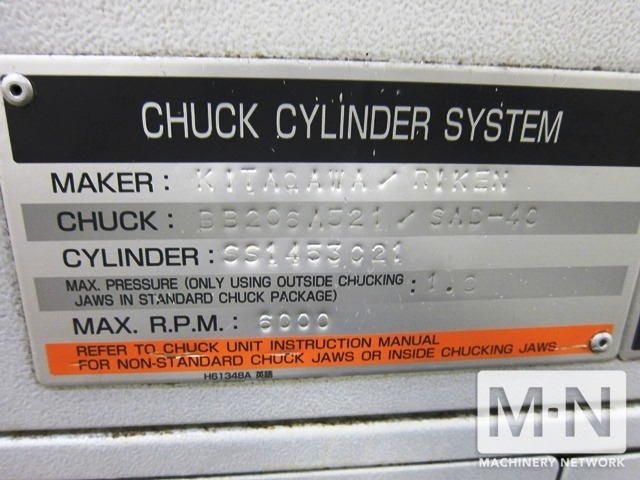 CHUCK CYLINDER SYSTEM
MAKER : KITAGAWA / RIKEN
CHUCK : BB206A521 / SAD-40
CYLINDER : SS1453021
MAX. PRESSURE (ONLY USING OUTSIDE CHUCKING
JAWS IN STANDARD CHUCK PACKAGE) : 1.0
MAX. R.P.M. : 6000
REFER TO CHUCK UNIT INSTRUCTION MANUAL
FOR NON-STANDARD CHUCK JAWS OR INSIDE CHUCKING JAWS
H61348A 英語
M·N
MACHINERY NETWORK